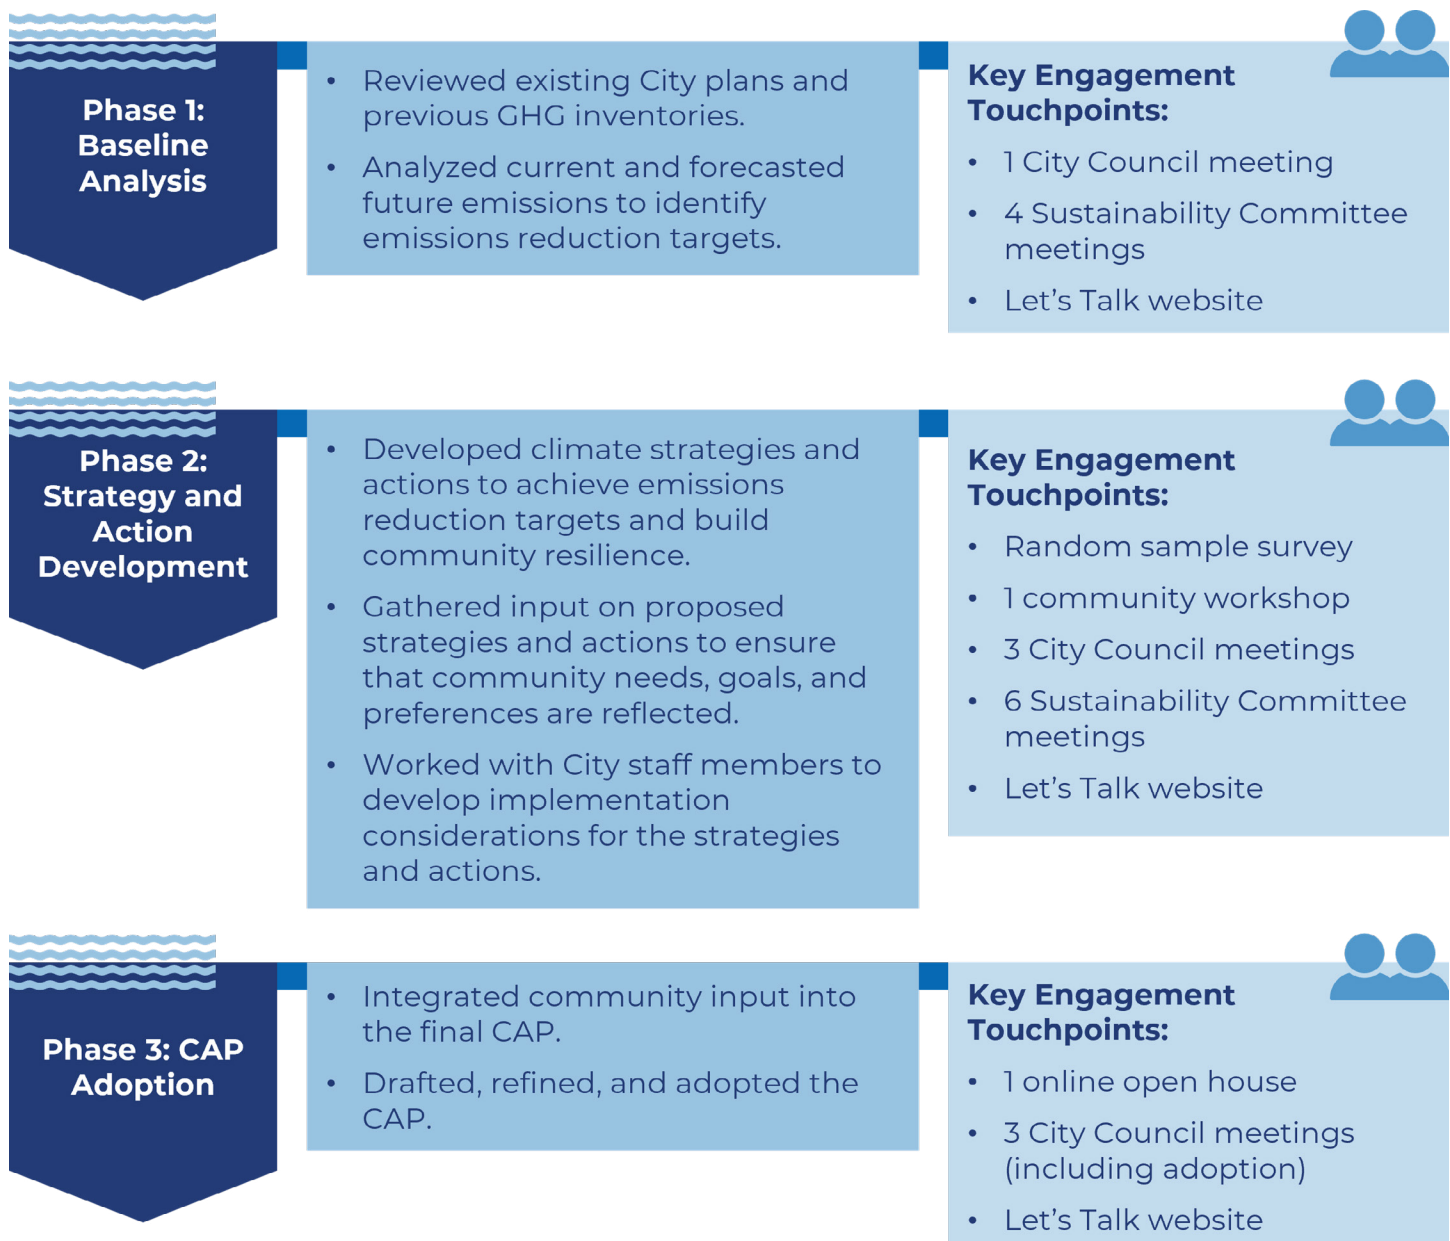 Phase 1:
Baseline
Analysis
• Reviewed existing City plans and
previous GHG inventories.
• Analyzed current and forecasted
future emissions to identify
emissions reduction targets.
Key Engagement
Touchpoints:
• 1 City Council meeting
• 4 Sustainability Committee
meetings
• Let’s Talk website
Phase 2:
Strategy and
Action
Development
• Developed climate strategies and
actions to achieve emissions
reduction targets and build
community resilience.
• Gathered input on proposed
strategies and actions to ensure
that community needs, goals, and
preferences are reflected.
• Worked with City staff members to
develop implementation
considerations for the strategies
and actions.
Key Engagement
Touchpoints:
• Random sample survey
• 1 community workshop
• 3 City Council meetings
• 6 Sustainability Committee
meetings
• Let’s Talk website
Phase 3: CAP
Adoption
• Integrated community input into
the final CAP.
• Drafted, refined, and adopted the
CAP.
Key Engagement
Touchpoints:
• 1 online open house
• 3 City Council meetings
(including adoption)
• Let’s Talk website